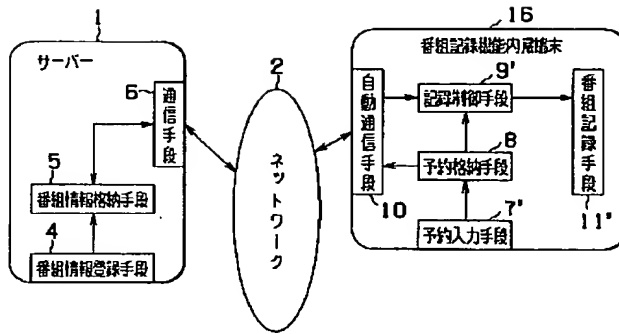 1
サーバー
6
通信手段
5
番組情報格納手段
4
番組情報登録手段
2
ネットワーク
16
番組記録機能内蔵端末
自動通信手段
10
9'
記録制御手段
8
予約格納手段
7'
予約入力手段
番組記録手段
11'